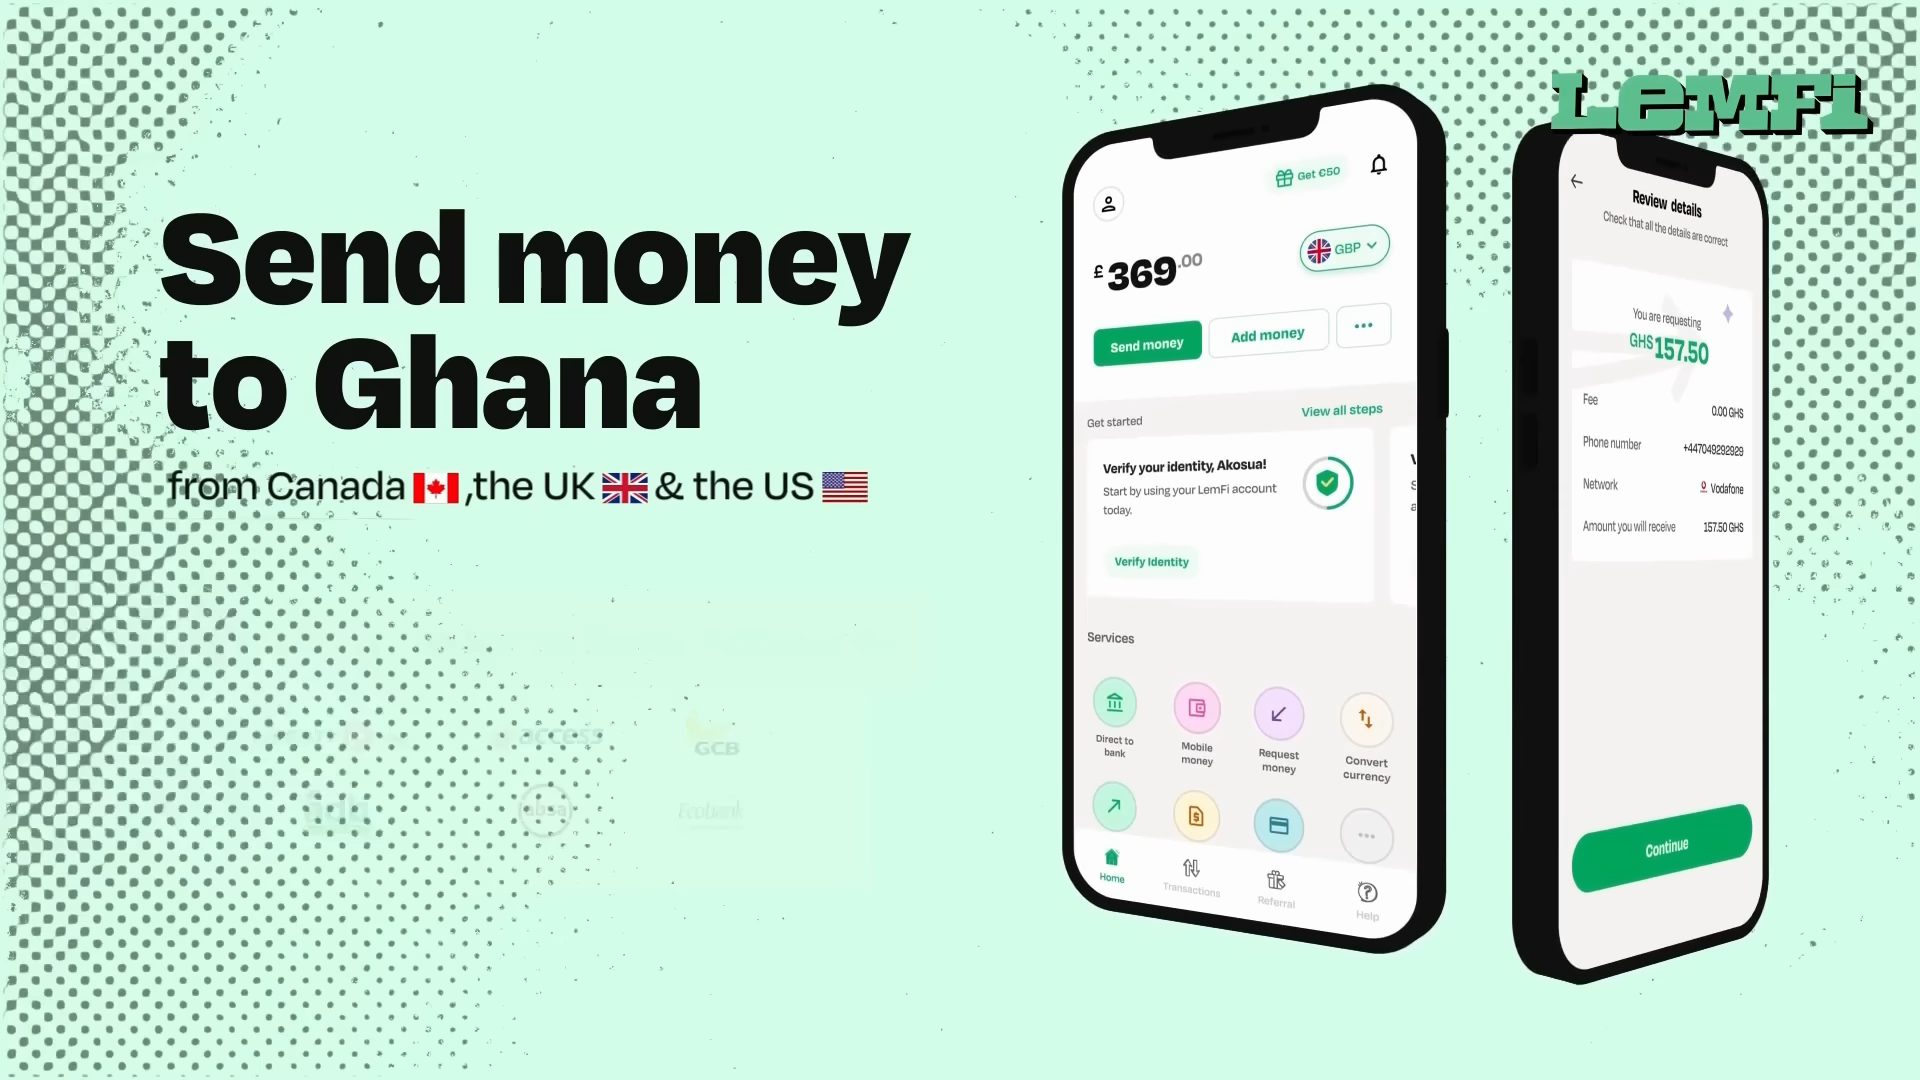 LemFi
Send money
to Ghana
from Canada 🇨🇦,the UK 🇬🇧 & the US 🇺🇸
access
GCB
adb
absa
Ecobank
Get €50
£369.00
GBP
Send money
Add money
Get started
View all steps
Verify your identity, Akosua!
Start by using your LemFi account
today.
Verify Identity
Services
Direct to
bank
Mobile
money
Request
money
Convert
currency
Home
Transactions
Referral
Help
Review details
Check that all the details are correct
You are requesting
GHS157.50
Fee 0.00 GHS
Phone number +447049292929
Network Vodafone
Amount you will receive 157.50 GHS
Continue